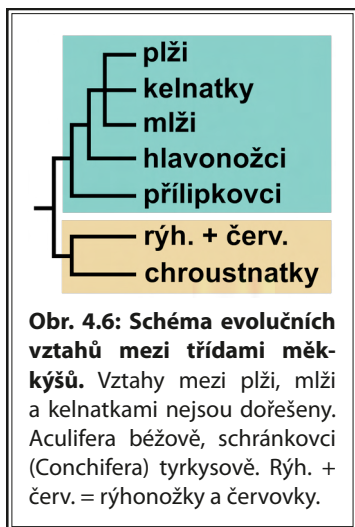 plži
kelnatky
mlži
hlavonožci
přílipkovci
rýh. + červ.
chroustnatky
Obr. 4.6: Schéma evolučních
vztahů mezi třídami měk-
kýšů. Vztahy mezi plži, mlži
a kelnatkami nejsou dořešeny.
Aculifera béžově, schránkovci
(Conchifera) tyrkysově. Rýh. +
červ. = rýhonožky a červovky.